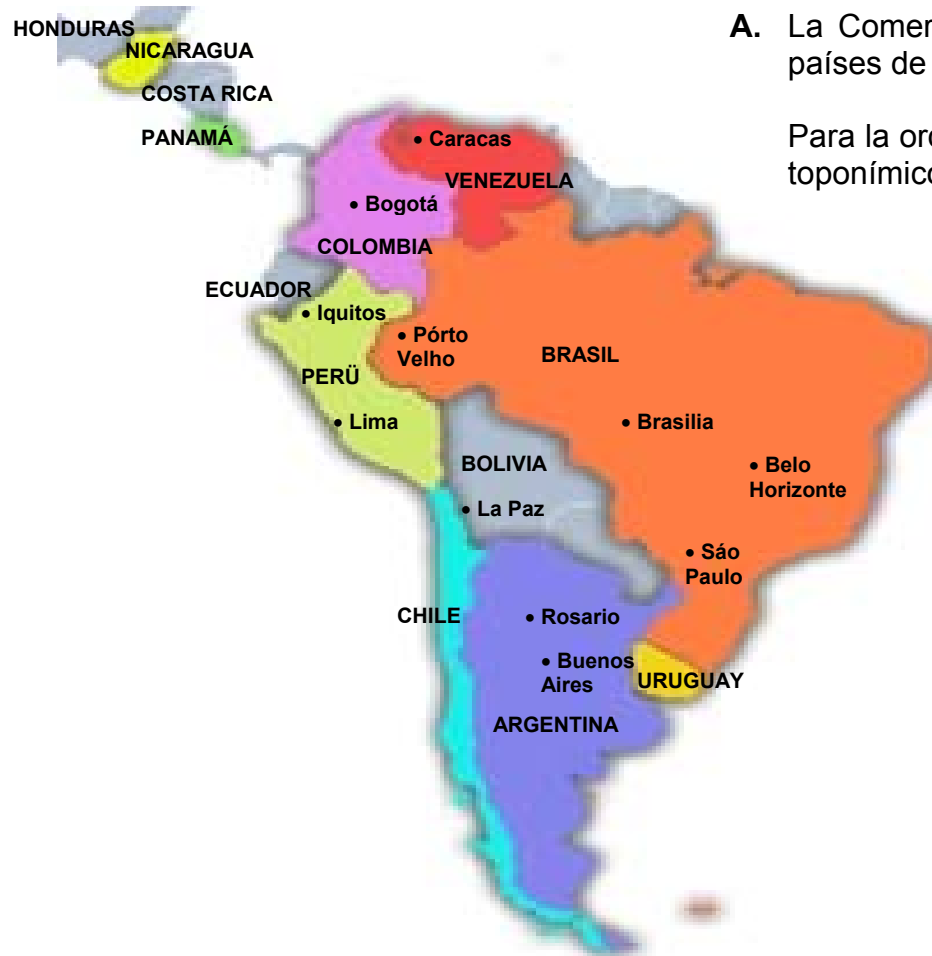 HONDURAS
NICARAGUA
COSTA RICA
PANAMÁ
A. La Comer
países de
Para la oro
toponímico
• Caracas
VENEZUELA
• Bogotá
COLOMBIA
ECUADOR
• Iquitos
• Pórto
Velho
BRASIL
PERÜ
• Lima
• Brasilia
BOLIVIA
• Belo
Horizonte
• La Paz
• Sáo
Paulo
CHILE
• Rosario
• Buenos
Aires
URUGUAY
ARGENTINA